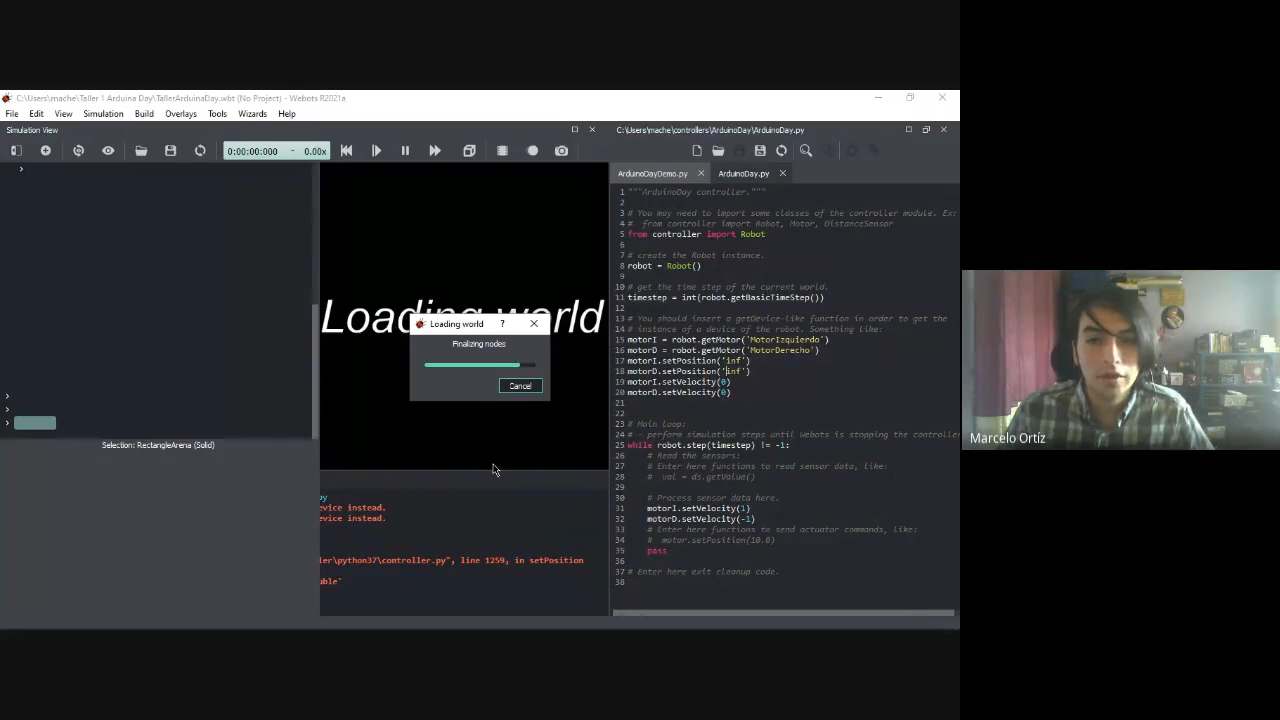 C:\Users\mache\Taller 1 Arduina Day\TallerArduinaDay.wbt (No Project) - Webots R2021a
File Edit View Simulation Build Overlays Tools Wizards Help
Simulation View
C:\Users\mache\controllers\ArduinoDay\ArduinoDay.py
0:00:00:000 - 0.00x
ArduinoDayDemo.py
ArduinoDay.py
1 """ArduinoDay controller."""
2
3 # You may need to import some classes of the controller module. Ex:
4 #  from controller import Robot, Motor, DistanceSensor
5 from controller import Robot
6
7 # create the Robot instance.
8 robot = Robot()
9
10 # get the time step of the current world.
11 timestep = int(robot.getBasicTimeStep())
12
13 # You should insert a getDevice-like function in order to get the
14 # instance of a device of the robot. Something like:
15 motorI = robot.getMotor('MotorIzquierdo')
16 motorD = robot.getMotor('MotorDerecho')
17 motorI.setPosition('inf')
18 motorD.setPosition('inf')
19 motorI.setVelocity(0)
20 motorD.setVelocity(0)
21
22
23 # Main loop:
24 # - perform simulation steps until Webots is stopping the controller
25 while robot.step(timestep) != -1:
26     # Read the sensors:
27     # Enter here functions to read sensor data, like:
28     #  val = ds.getValue()
29
30     # Process sensor data here.
31     motorI.setVelocity(1)
32     motorD.setVelocity(-1)
33     # Enter here functions to send actuator commands, like:
34     #  motor.setPosition(10.0)
35     pass
36
37 # Enter here exit cleanup code.
38
Loading world
Loading world ?
Finalizing nodes
Cancel
Selection: RectangleArena (Solid)
py
evice instead.
evice instead.
ler\python37\controller.py", line 1259, in setPosition
uble'
Marcelo Ortíz